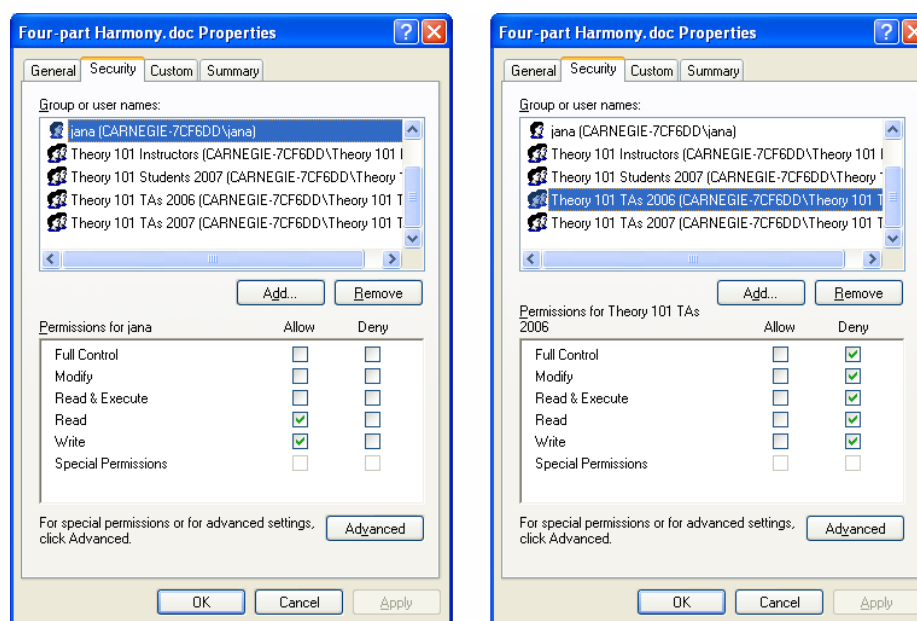 Four-part Harmony.doc Properties
General Security Custom Summary
Group or user names:
jana (CARNEGIE-7CF6DD\jana)
Theory 101 Instructors (CARNEGIE-7CF6DD\Theory 101 I
Theory 101 Students 2007 (CARNEGIE-7CF6DD\Theory
Theory 101 TAs 2006 (CARNEGIE-7CF6DD\Theory 101 T
Theory 101 TAs 2007 (CARNEGIE-7CF6DD\Theory 101 T
Add... Remove
Permissions for jana Allow Deny
Full Control
Modify
Read & Execute
Read
Write
Special Permissions
For special permissions or for advanced settings,
click Advanced.
Advanced
OK Cancel Apply
Four-part Harmony.doc Properties
General Security Custom Summary
Group or user names:
jana (CARNEGIE-7CF6DD\jana)
Theory 101 Instructors (CARNEGIE-7CF6DD\Theory 101 I
Theory 101 Students 2007 (CARNEGIE-7CF6DD\Theory
Theory 101 TAs 2006 (CARNEGIE-7CF6DD\Theory 101 T
Theory 101 TAs 2007 (CARNEGIE-7CF6DD\Theory 101 T
Add... Remove
Permissions for Theory 101 TAs
2006 Allow Deny
Full Control
Modify
Read & Execute
Read
Write
Special Permissions
For special permissions or for advanced settings,
click Advanced.
Advanced
OK Cancel Apply